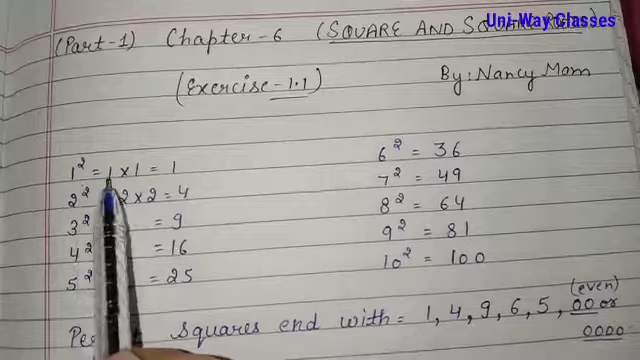 Uni-Way Classes
(Part-1) Chapter-6 (SQUARE AND SQUARE
(Exercise-1.1)
By: Nancy Mam
1² = 1 × 1 = 1
2² 2 × 2 = 4
3² = 9
4² = 16
5² = 25
6² = 36
7² = 49
8² = 64
9² = 81
10² = 100
squares end with = 1, 4, 9, 6, 5, 00 or
(even)
0000